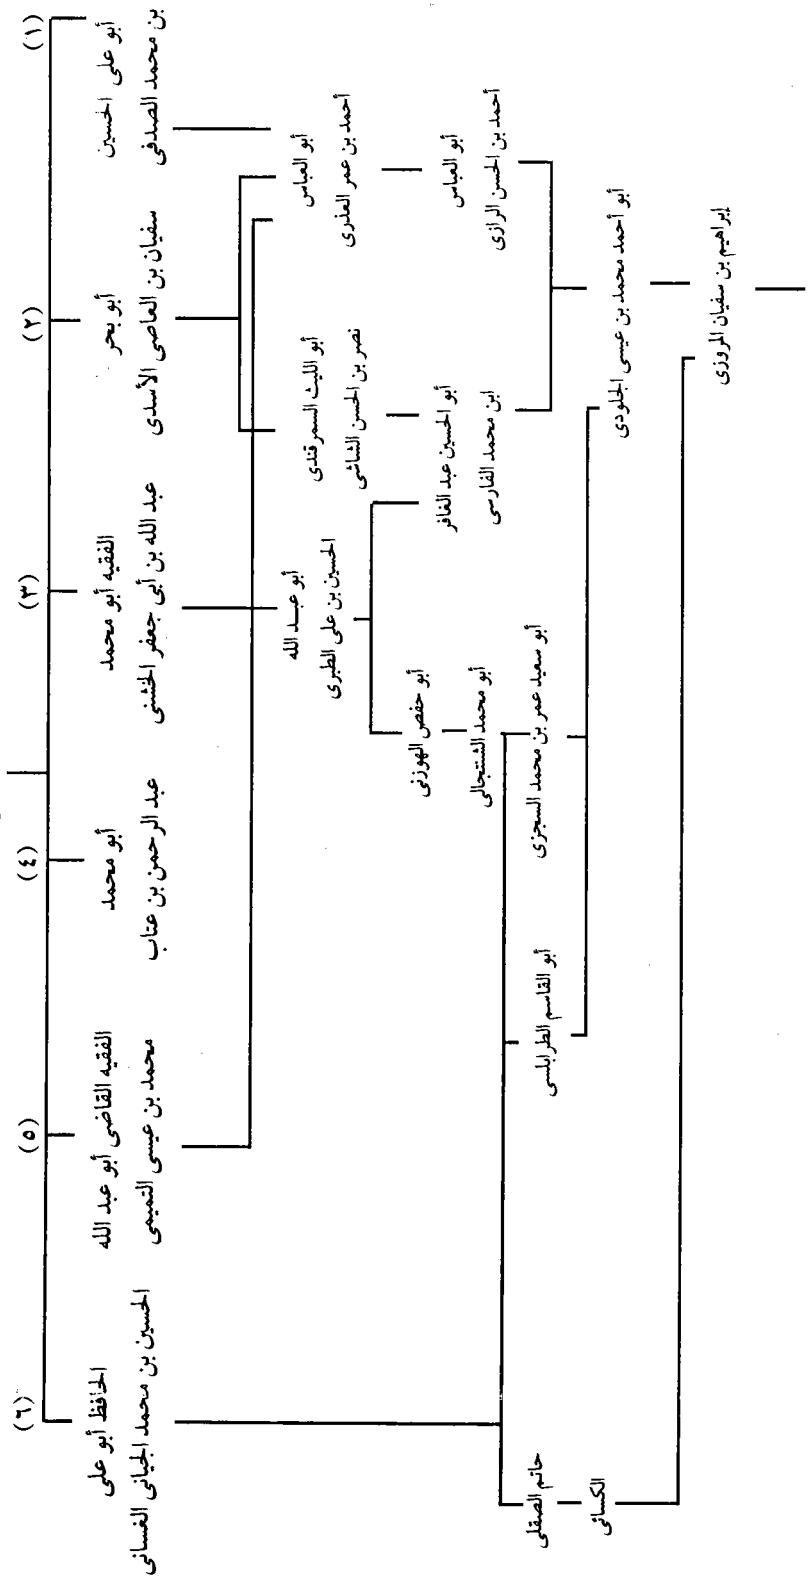 (١)
أبو على الحسين
بن محمد الصدفى
(٢)
أبو بحر
سفيان بن العاصى الأسدى
(٣)
الفقيه أبو محمد
عبد الله بن أبى جعفر الخشنى
(٤)
أبو محمد
عبد الرحمن بن عتاب
(٥)
الفقيه القاضى أبو عبد الله
محمد بن عيسى التميمى
(٦)
الحافظ أبو على
الحسين بن محمد الجيانى الغسانى
أبو العباس
أحمد بن عمر العذرى
أبو الليث السمرقندى
نصر بن الحسن الشاشى
أبو عبد الله
الحسين بن على الطبرى
أبو العباس
أحمد بن الحسن الرازى
أبو الحسين عبد الغافر
ابن محمد الفارسى
أبو حفص الهوزنى
أبو محمد الشنتجالى
أبو سعيد عمر بن محمد السجزى
أبو القاسم الطرابلسى
حاتم الصقلى
الكسائى
أبو أحمد محمد بن عيسى الجلودى
إبراهيم بن سفيان المروزى